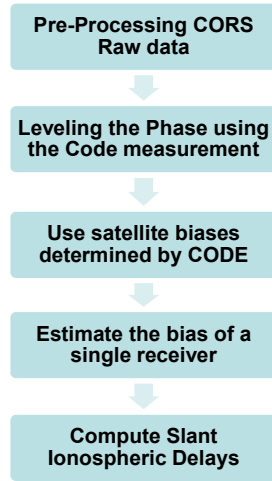 Pre-Processing CORS
Raw data
Leveling the Phase using
the Code measurement
Use satellite biases
determined by CODE
Estimate the bias of a
single receiver
Compute Slant
Ionospheric Delays